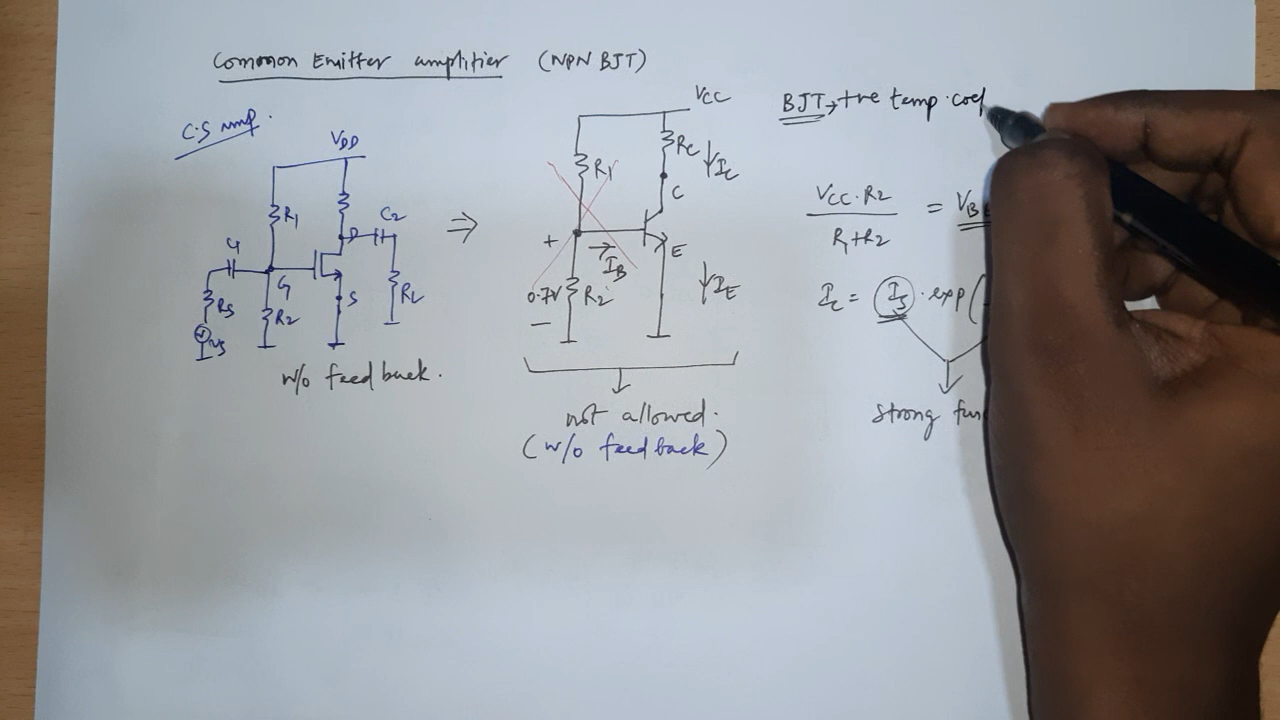 Common Emitter amplifier (NPN BJT)
C.S amp.
VDD
R1
C2
G
D
S
RS
vs
R2
RL
w/o feedback.
⇒
VCC
R1
RC
IC
C
+
IB
E
0.7V
R2
IE
−
not allowed.
(w/o feedback)
BJT → +ve temp. coef
VCC.R2 / R1+R2 = VBE
IC = IS . exp(
strong fun